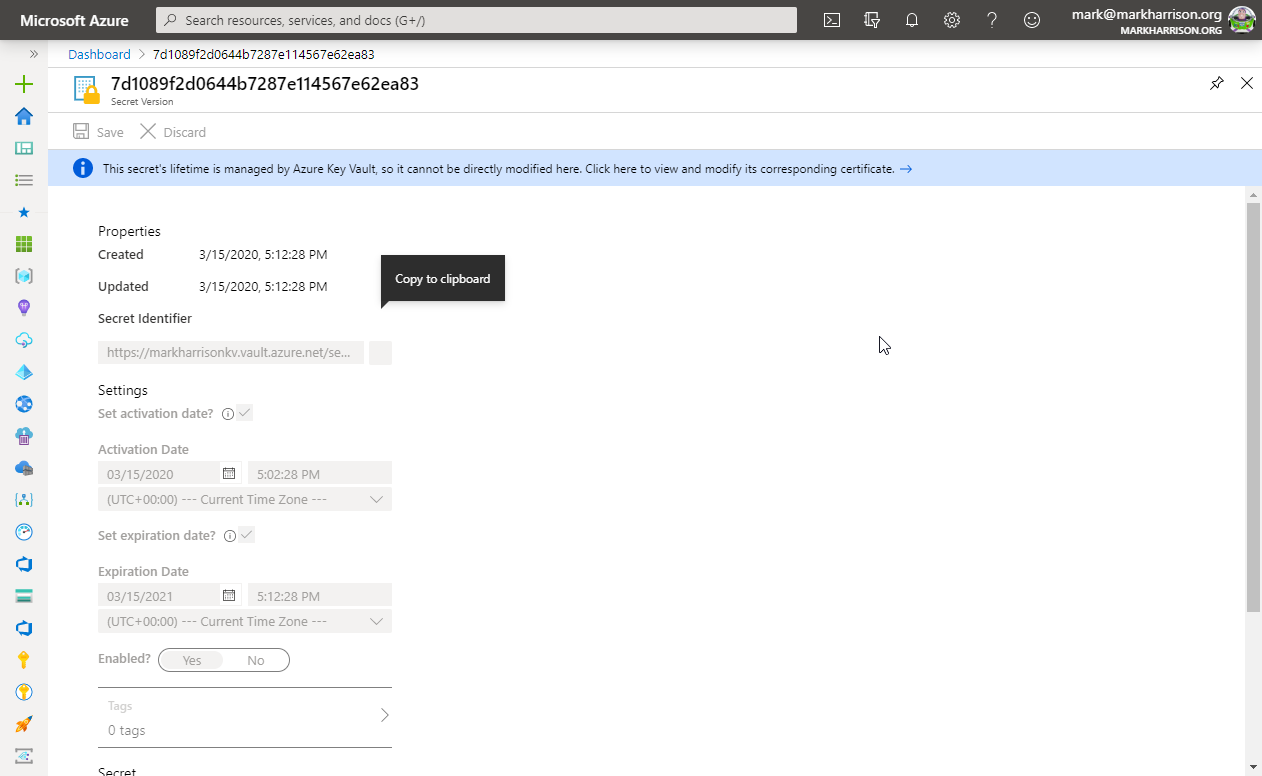 Microsoft Azure
Search resources, services, and docs (G+/)
mark@markharrison.org
MARKHARRISON.ORG
Dashboard > 7d1089f2d0644b7287e114567e62ea83
7d1089f2d0644b7287e114567e62ea83
Secret Version
Save Discard
This secret's lifetime is managed by Azure Key Vault, so it cannot be directly modified here. Click here to view and modify its corresponding certificate. →
Properties
Created 3/15/2020, 5:12:28 PM
Copy to clipboard
Updated 3/15/2020, 5:12:28 PM
Secret Identifier
https://markharrisonkv.vault.azure.net/se...
Settings
Set activation date?
Activation Date
03/15/2020 5:02:28 PM
(UTC+00:00) --- Current Time Zone ---
Set expiration date?
Expiration Date
03/15/2021 5:12:28 PM
(UTC+00:00) --- Current Time Zone ---
Enabled? Yes No
Tags
0 tags
Secret